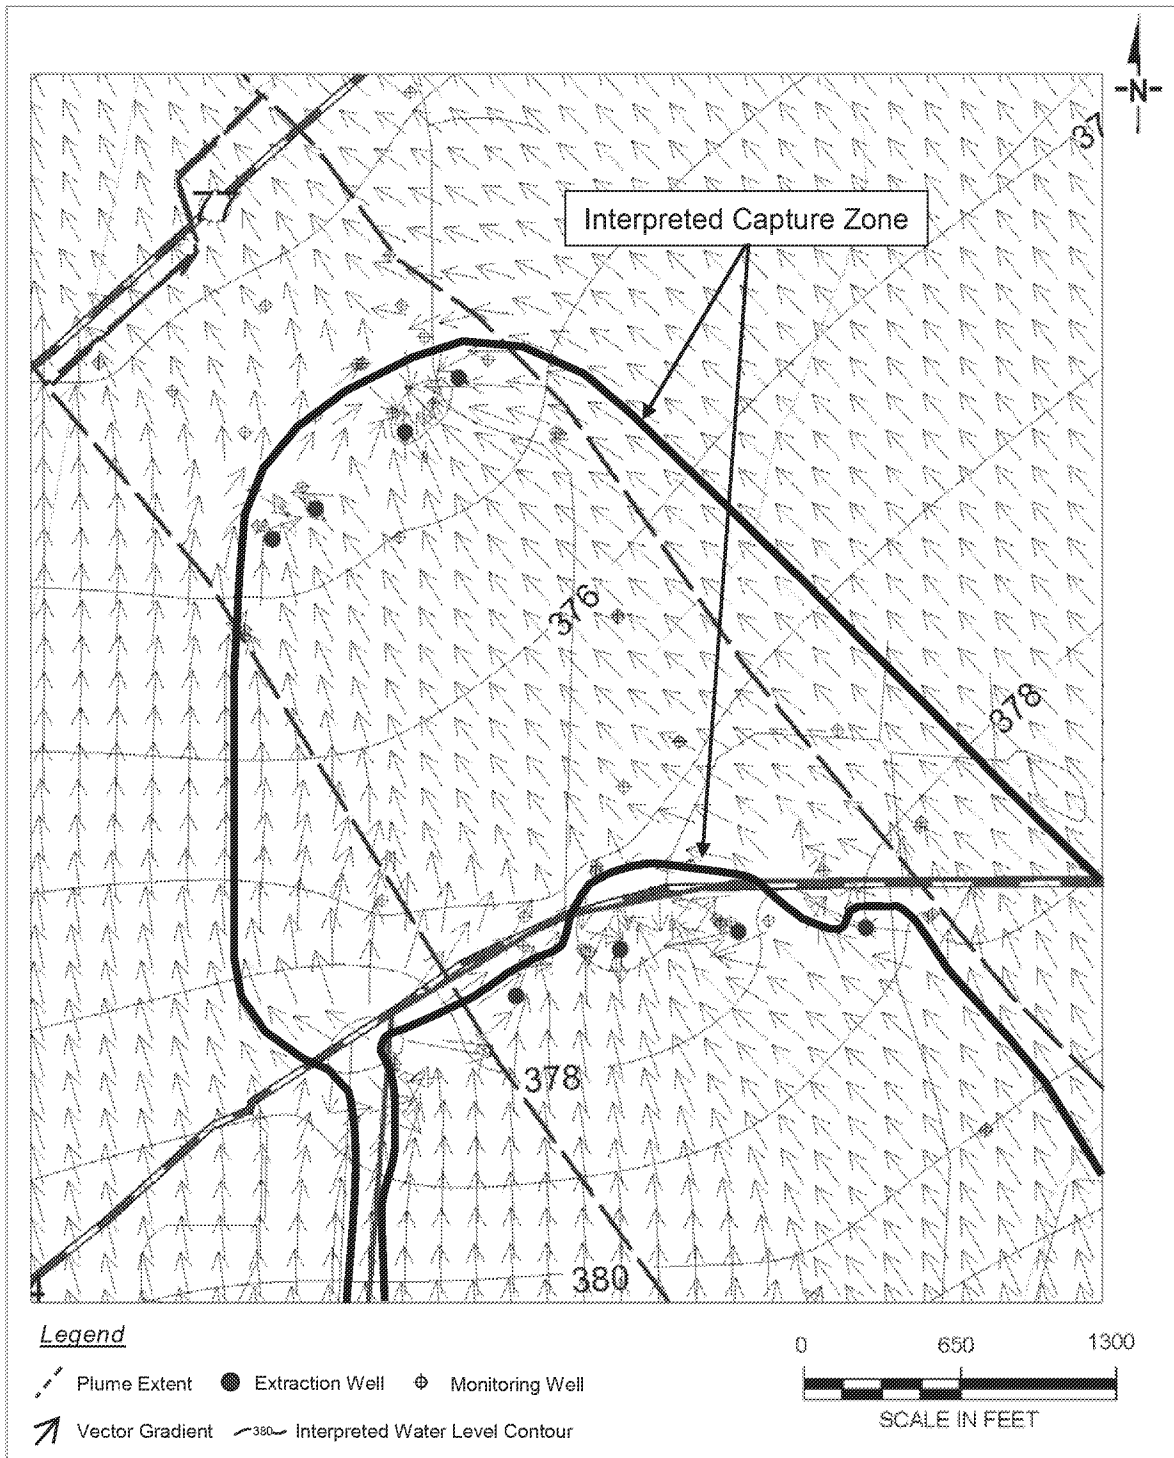 N
37
Interpreted Capture Zone
376
378
378
380
4
Legend
0 650 1300
Plume Extent Extraction Well Monitoring Well
SCALE IN FEET
Vector Gradient 380 Interpreted Water Level Contour